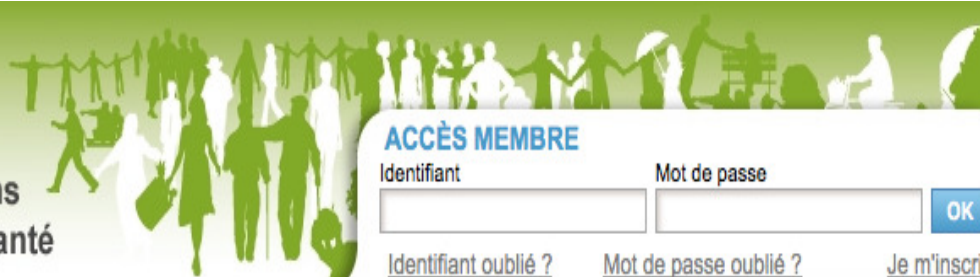 ACCÈS MEMBRE
Identifiant Mot de passe
OK
Identifiant oublié ? Mot de passe oublié ?